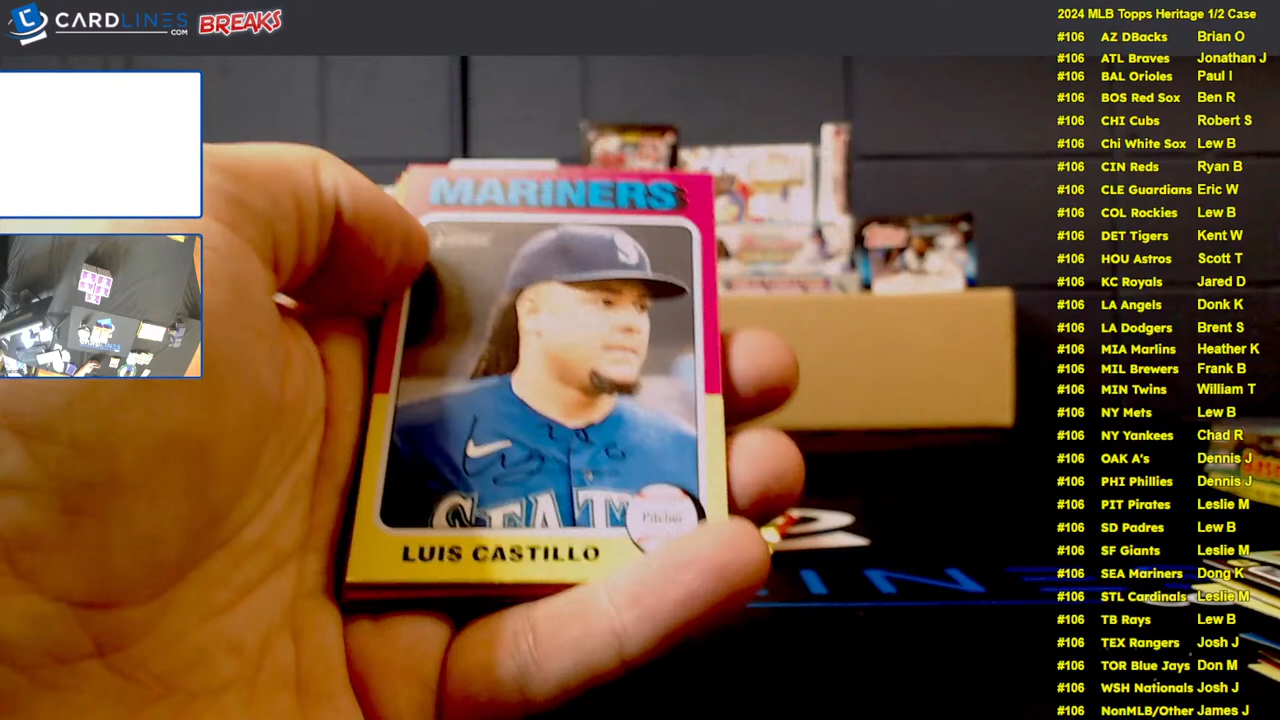 CARDLINES
.COM
BREAKS
2024 MLB Topps Heritage 1/2 Case
#106 AZ DBacks Brian O
#106 ATL Braves Jonathan J
#106 BAL Orioles Paul I
#106 BOS Red Sox Ben R
#106 CHI Cubs Robert S
#106 Chi White Sox Lew B
#106 CIN Reds Ryan B
#106 CLE Guardians Eric W
#106 COL Rockies Lew B
#106 DET Tigers Kent W
#106 HOU Astros Scott T
#106 KC Royals Jared D
#106 LA Angels Donk K
#106 LA Dodgers Brent S
#106 MIA Marlins Heather K
#106 MIL Brewers Frank B
#106 MIN Twins William T
#106 NY Mets Lew B
#106 NY Yankees Chad R
#106 OAK A's Dennis J
#106 PHI Phillies Dennis J
#106 PIT Pirates Leslie M
#106 SD Padres Lew B
#106 SF Giants Leslie M
#106 SEA Mariners Dong K
#106 STL Cardinals Leslie M
#106 TB Rays Lew B
#106 TEX Rangers Josh J
#106 TOR Blue Jays Don M
#106 WSH Nationals Josh J
#106 NonMLB/Other James J
MARINERS
S
SEAT
Pitcher
LUIS CASTILLO